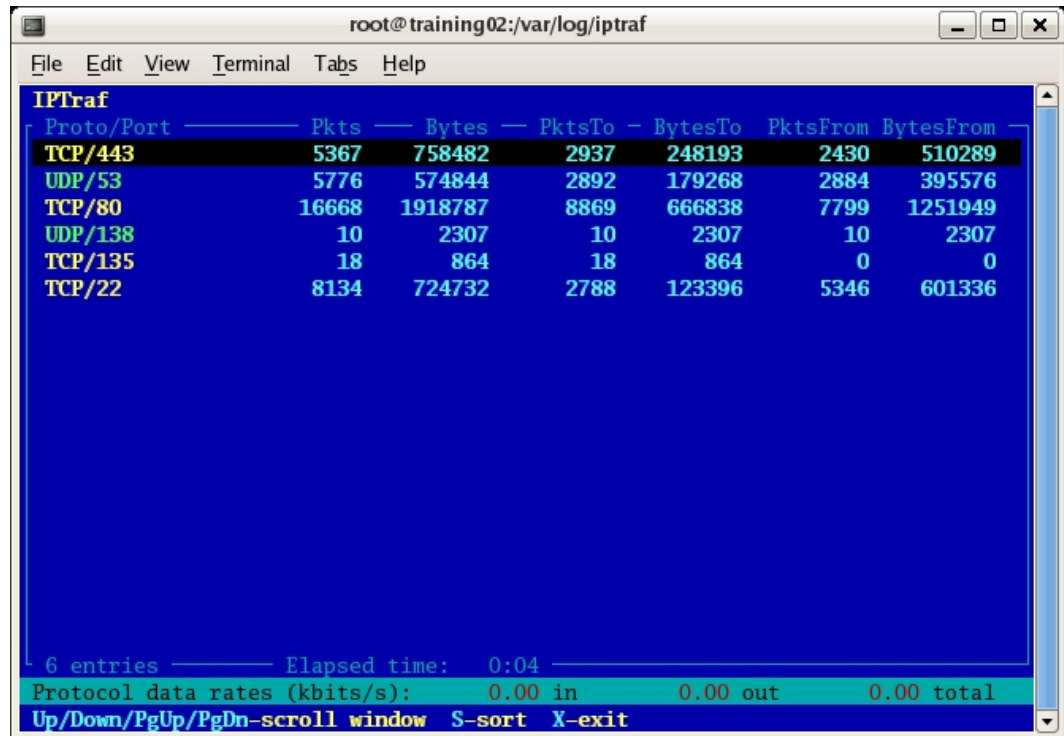 root@training02:/var/log/iptraf
File Edit View Terminal Tabs Help
IPTraf
Proto/Port Pkts Bytes PktsTo BytesTo PktsFrom BytesFrom
TCP/443 5367 758482 2937 248193 2430 510289
UDP/53 5776 574844 2892 179268 2884 395576
TCP/80 16668 1918787 8869 666838 7799 1251949
UDP/138 10 2307 10 2307 10 2307
TCP/135 18 864 18 864 0 0
TCP/22 8134 724732 2788 123396 5346 601336
6 entries Elapsed time: 0:04
Protocol data rates (kbits/s): 0.00 in 0.00 out 0.00 total
Up/Down/PgUp/PgDn-scroll window S-sort X-exit